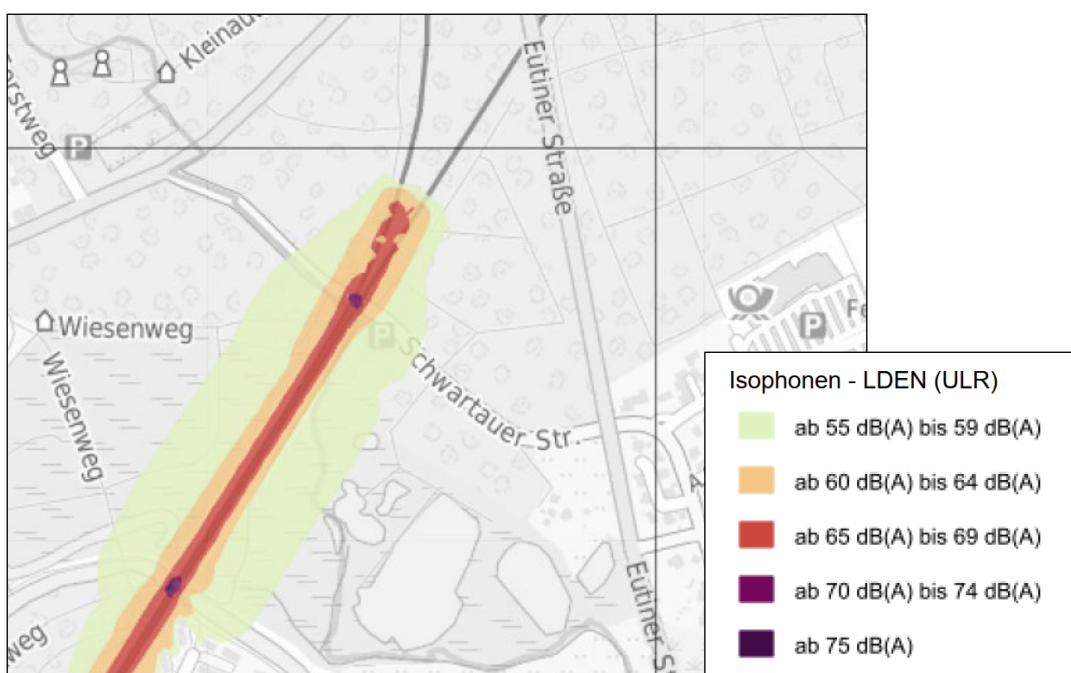 Kleinau
orstweg
P
Eutiner Straße
Wiesenweg
Wiesenweg
P
Schwartauer Str.
P
Fe
A
Eutiner S
weg
Isophonen - LDEN (ULR)
ab 55 dB(A) bis 59 dB(A)
ab 60 dB(A) bis 64 dB(A)
ab 65 dB(A) bis 69 dB(A)
ab 70 dB(A) bis 74 dB(A)
ab 75 dB(A)